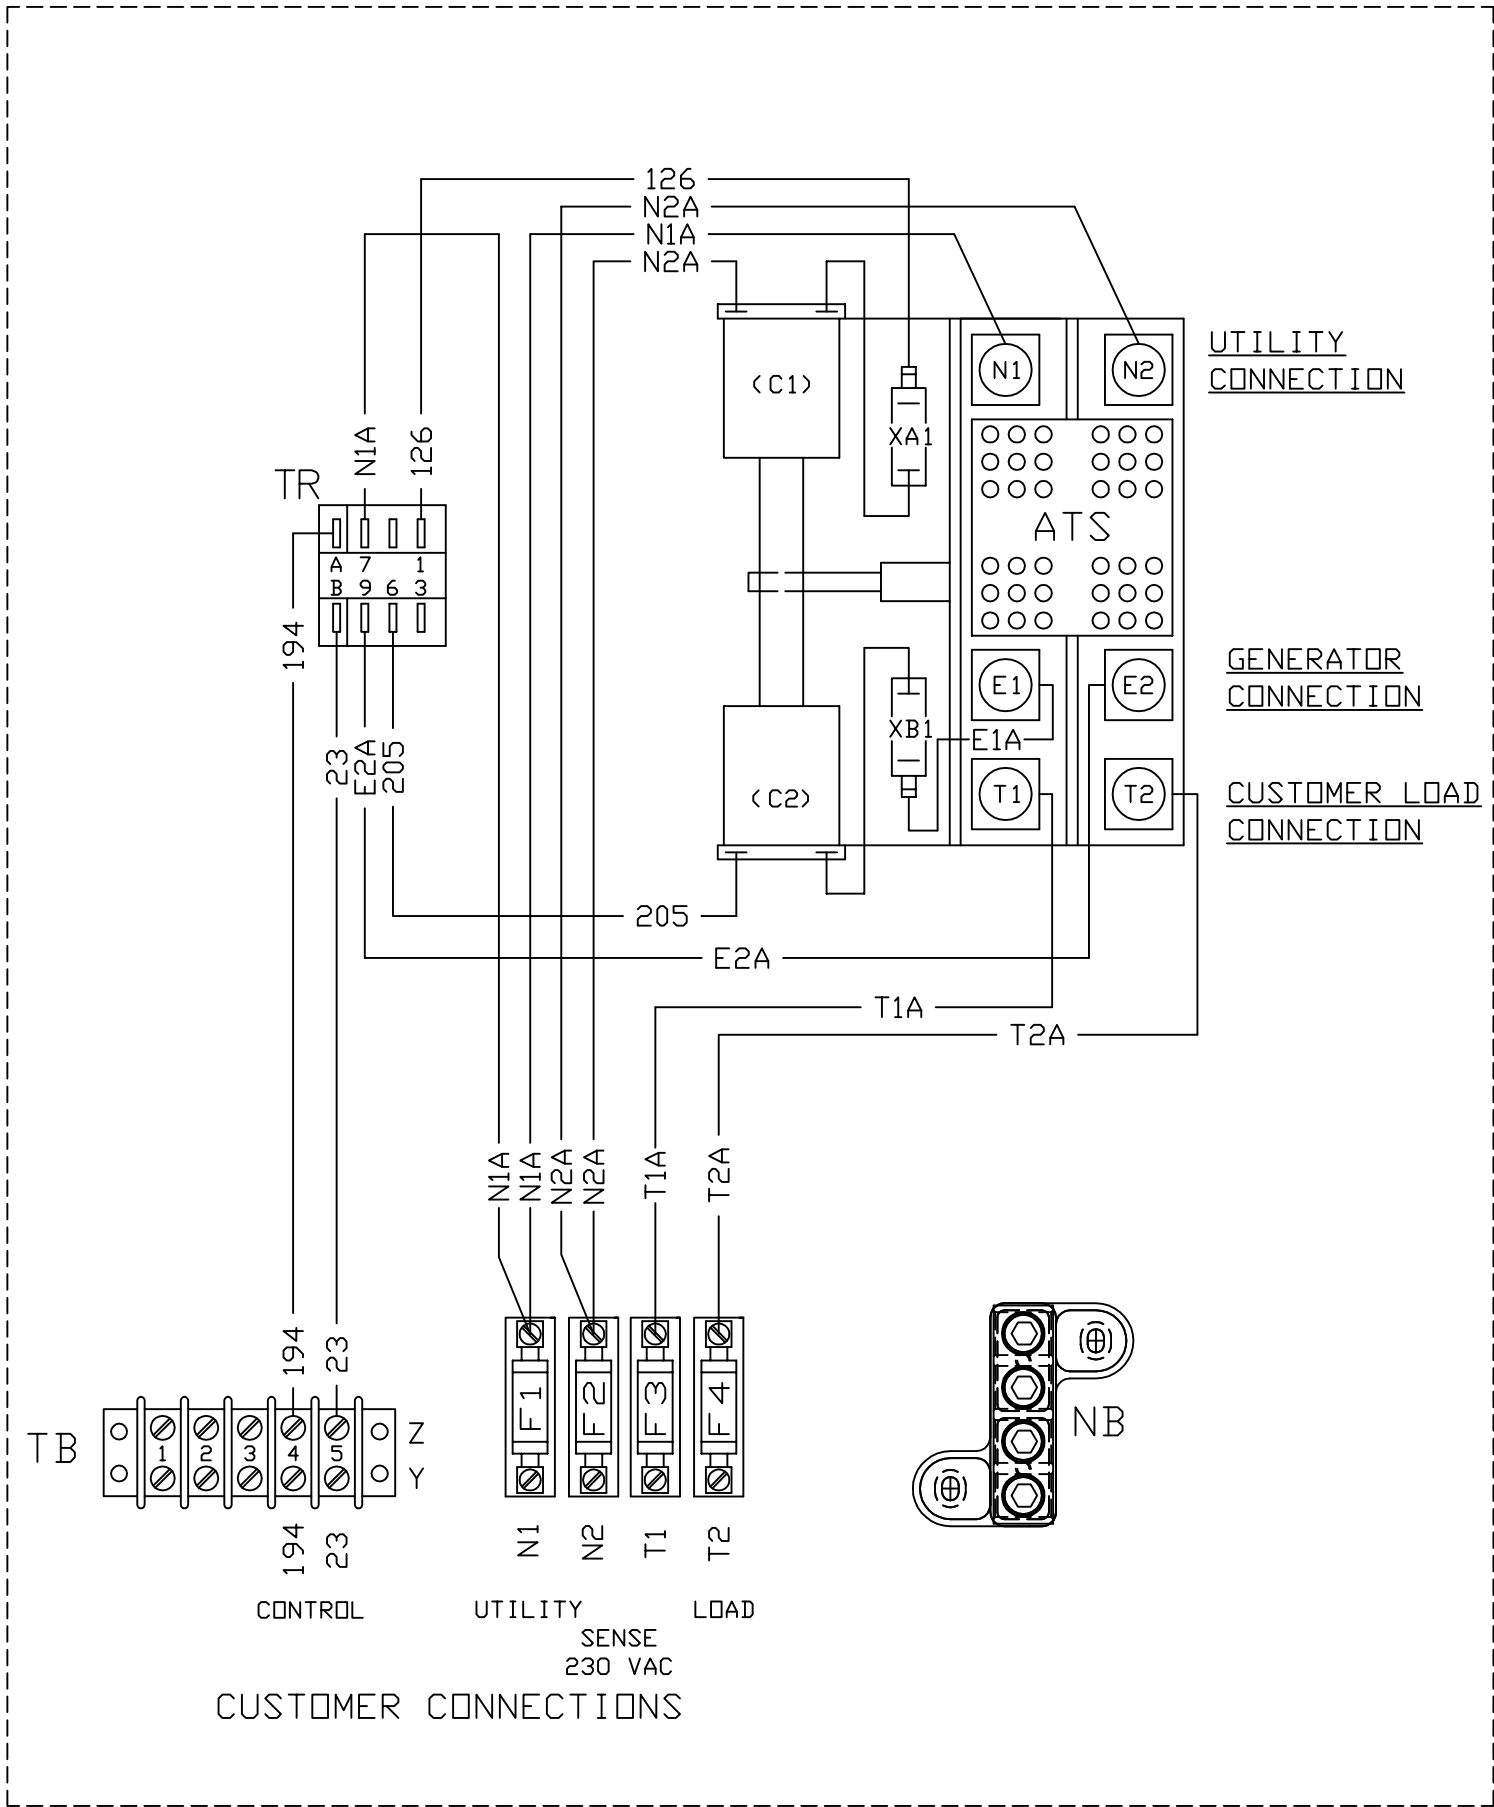 126
N2A
N1A
N2A
N1A
126
TR
A 7 1
B 9 6 3
194
23
E2A
205
(C1)
XA1
N1 N2
UTILITY
CONNECTION
ATS
E1 E2
GENERATOR
CONNECTION
XB1
E1A
(C2)
T1 T2
CUSTOMER LOAD
CONNECTION
205
E2A
T1A
T2A
N1A
N1A
N2A
N2A
T1A
T2A
194
23
TB
1 2 3 4 5
Z
Y
F1
F2
F3
F4
NB
194
23
N1
N2
T1
T2
CONTROL
UTILITY
LOAD
SENSE
230 VAC
CUSTOMER CONNECTIONS